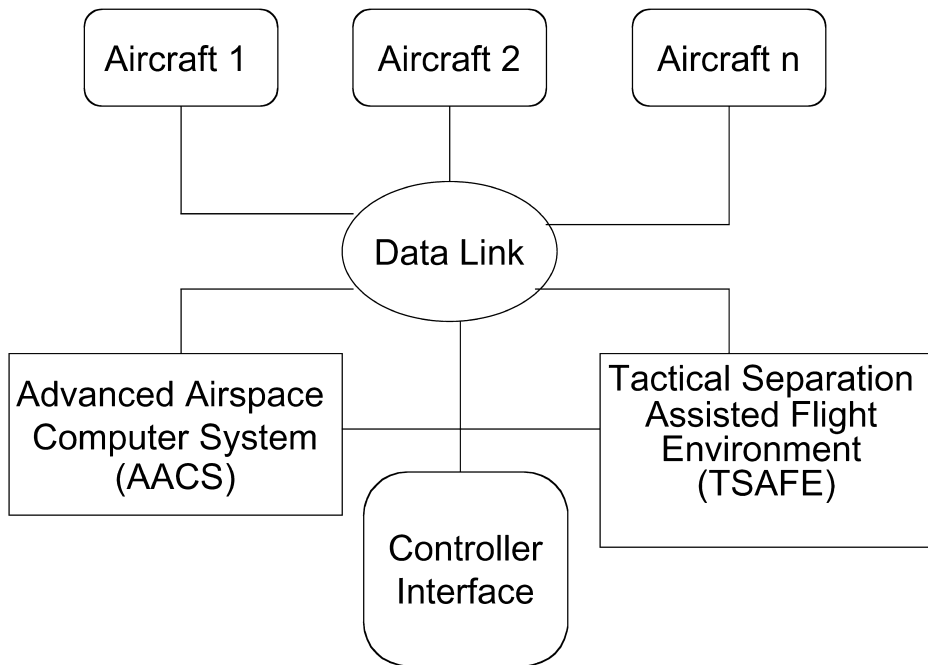 Aircraft 1
Aircraft 2
Aircraft n
Data Link
Advanced Airspace
Computer System
(AACS)
Tactical Separation
Assisted Flight
Environment
(TSAFE)
Controller
Interface